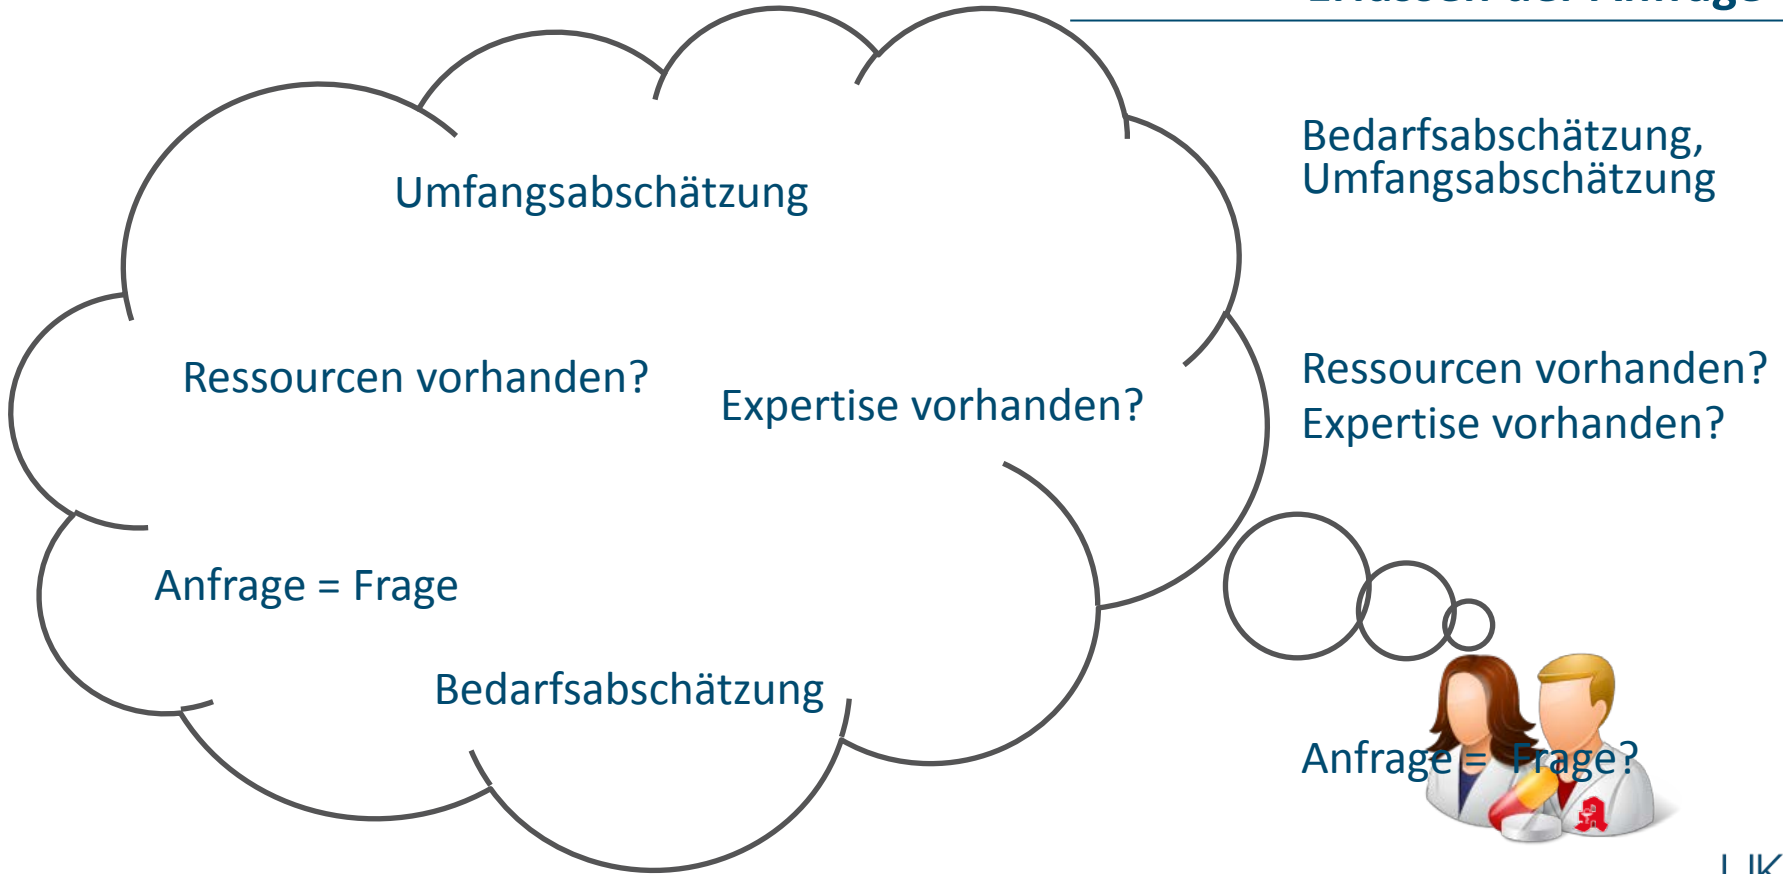 Umfangsabschätzung
Ressourcen vorhanden?
Expertise vorhanden?
Anfrage = Frage
Bedarfsabschätzung
Bedarfsabschätzung,
Umfangsabschätzung
Ressourcen vorhanden?
Expertise vorhanden?
Anfrage = Frage?